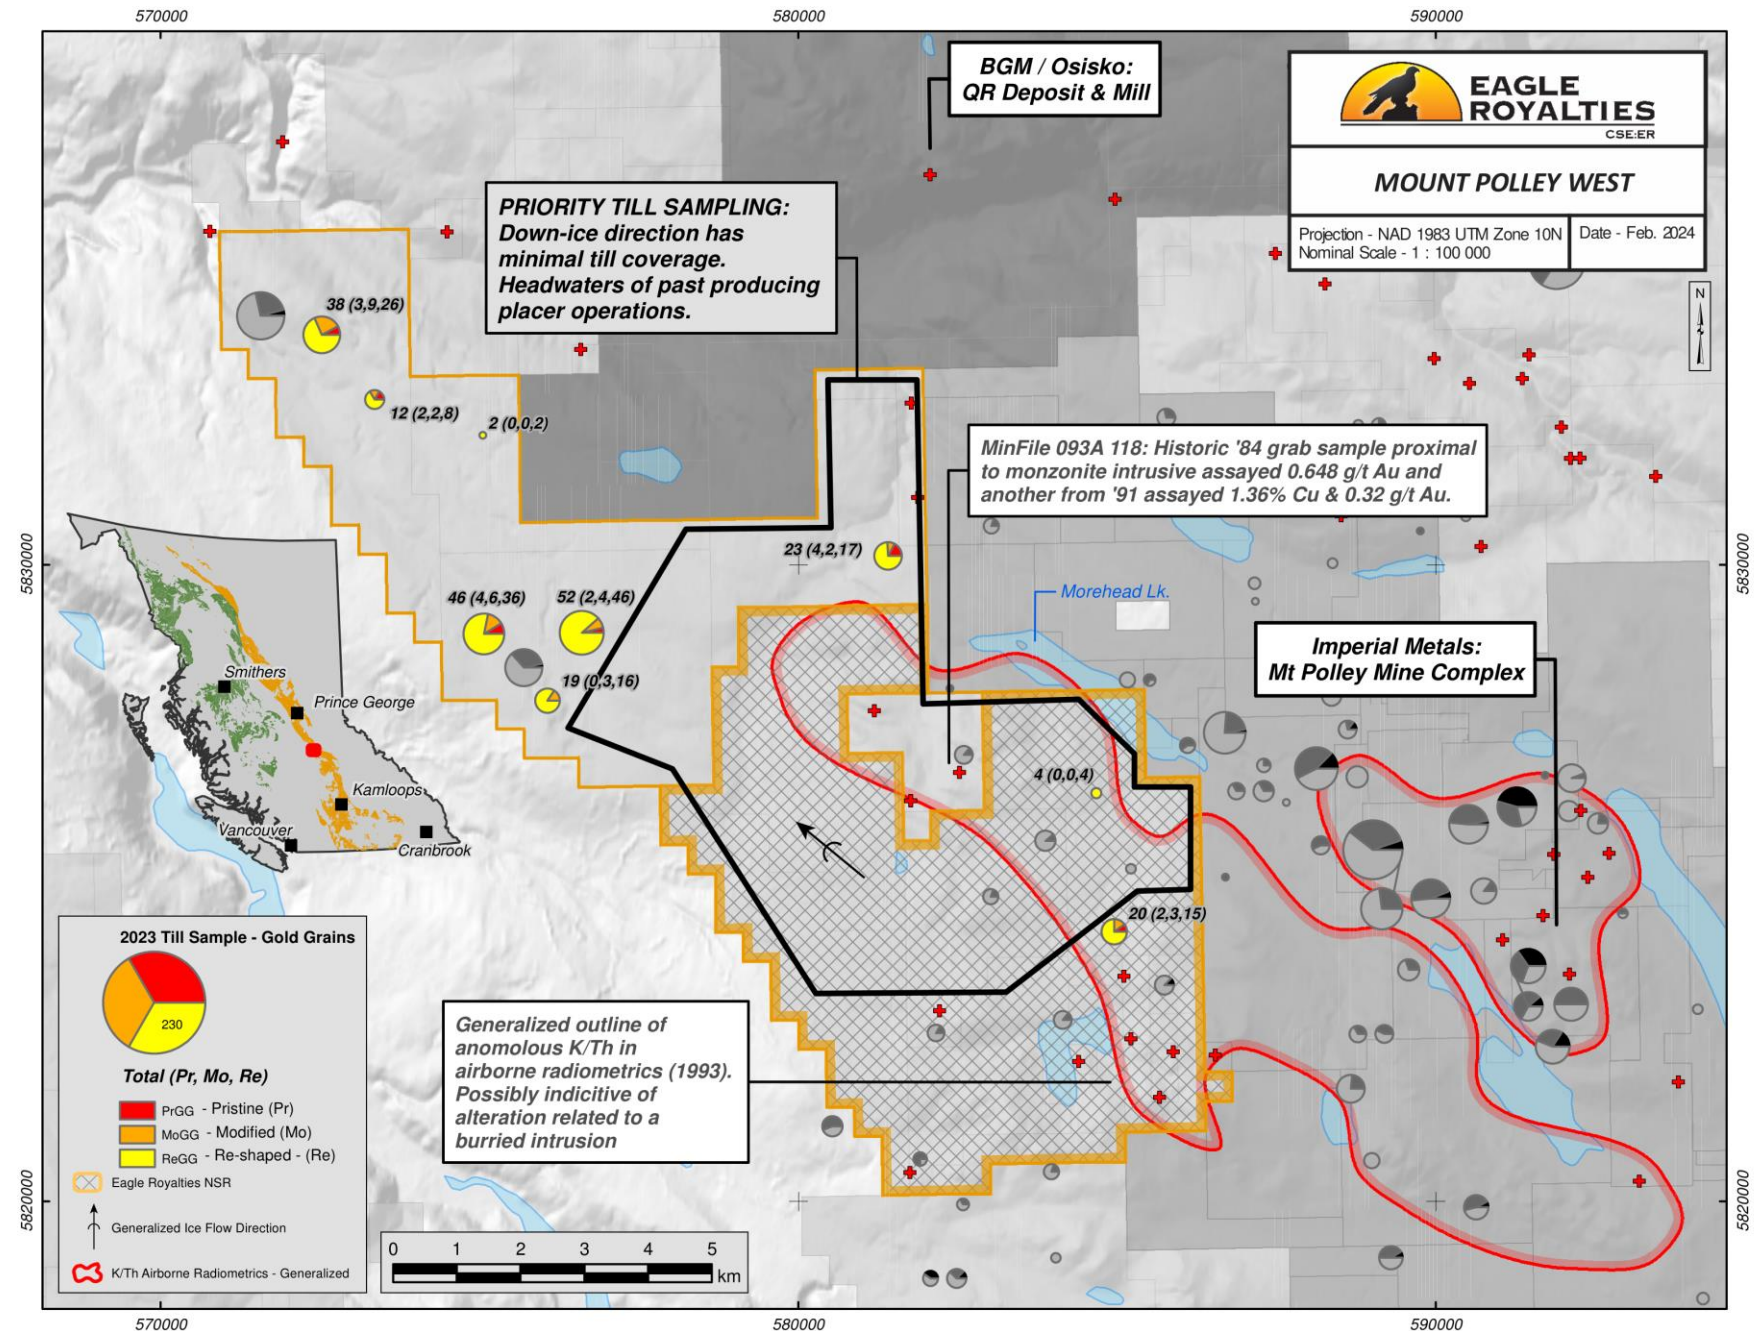 570000
580000
590000
BGM / Osisko:
QR Deposit & Mill
EAGLE
ROYALTIES
CSE:ER
MOUNT POLLEY WEST
Projection - NAD 1983 UTM Zone 10N
Nominal Scale - 1 : 100 000
Date - Feb. 2024
N
PRIORITY TILL SAMPLING:
Down-ice direction has
minimal till coverage.
Headwaters of past producing
placer operations.
38 (3,9,26)
12 (2,2,8)
2 (0,0,2)
MinFile 093A 118: Historic '84 grab sample proximal
to monzonite intrusive assayed 0.648 g/t Au and
another from '91 assayed 1.36% Cu & 0.32 g/t Au.
5830000
5830000
23 (4,2,17)
46 (4,6,36)
52 (2,4,46)
19 (0,3,16)
Morehead Lk.
Imperial Metals:
Mt Polley Mine Complex
Smithers
Prince George
Kamloops
Vancouver
Cranbrook
4 (0,0,4)
20 (2,3,15)
2023 Till Sample - Gold Grains
230
Total (Pr, Mo, Re)
PrGG - Pristine (Pr)
MoGG - Modified (Mo)
ReGG - Re-shaped - (Re)
Eagle Royalties NSR
Generalized Ice Flow Direction
K/Th Airborne Radiometrics - Generalized
Generalized outline of
anomolous K/Th in
airborne radiometrics (1993).
Possibly indicitive of
alteration related to a
burried intrusion
5820000
5820000
0 1 2 3 4 5
km
570000
580000
590000